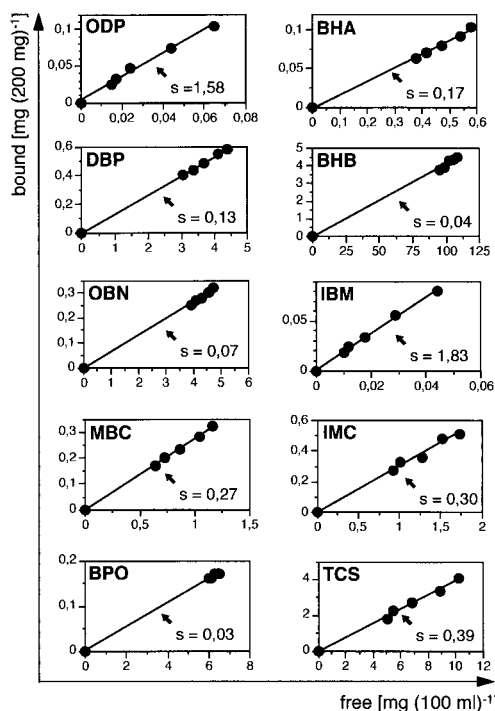 bound [mg (200 mg)-1]
ODP
0,1
0,05
0
s=1,58
0 0,02 0,04 0,06 0,08
BHA
0,1
0,05
0
s = 0,17
0 0,1 0,2 0,3 0,4 0,5 0,6
DBP
0,6
0,4
0,2
0
s = 0,13
0 1 2 3 4 5
BHB
5
4
3
2
1
0
s = 0,04
0 25 50 75 100 125
OBN
0,3
0,2
0,1
0
s = 0,07
0 1 2 3 4 5 6
IBM
0,05
0
s = 1,83
0 0,02 0,04 0,06
MBC
0,3
0,2
0,1
0
s = 0,27
0 0,5 1 1,5
IMC
0,6
0,4
0,2
0
s = 0,30
0 0,5 1 1,5 2
BPO
0,2
0,1
0
s = 0,03
0 2 4 6 8
TCS
4
2
0
s = 0,39
0 2 4 6 8 10 12
free [mg (100 ml)-1]